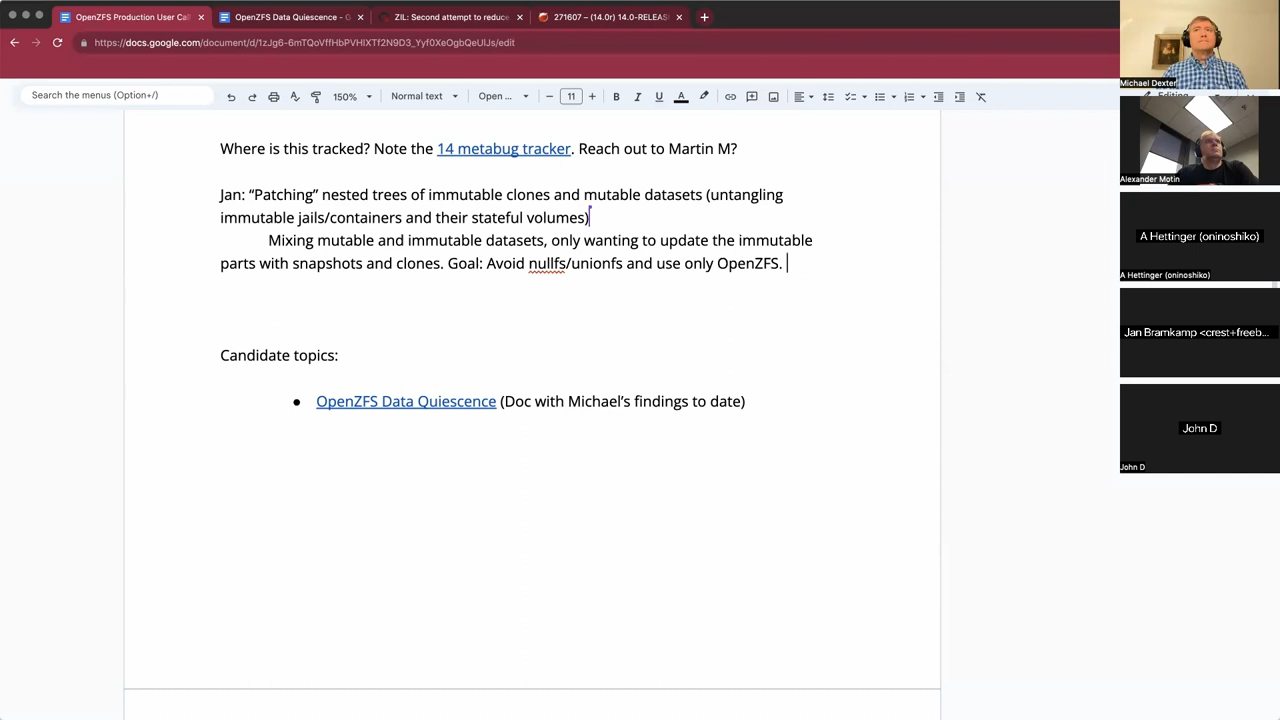 OpenZFS Production User Cal
OpenZFS Data Quiescence - G
ZIL: Second attempt to reduce
271607 – (14.0r) 14.0-RELEAS
https://docs.google.com/document/d/1zJg6-6mTQoVffHbPVHIXTf2N9D3_Yyf0XeOgbQeUIJs/edit
Search the menus (Option+/)
150%
Normal text
Open ...
11
Editing
Where is this tracked? Note the 14 metabug tracker. Reach out to Martin M?
Jan: “Patching” nested trees of immutable clones and mutable datasets (untangling
immutable jails/containers and their stateful volumes)
Mixing mutable and immutable datasets, only wanting to update the immutable
parts with snapshots and clones. Goal: Avoid nullfs/unionfs and use only OpenZFS.
Candidate topics:
● OpenZFS Data Quiescence (Doc with Michael’s findings to date)
Michael Dexter
Alexander Motin
A Hettinger (oninoshiko)
A Hettinger (oninoshiko)
Jan Bramkamp <crest+freeb...
John D
John D